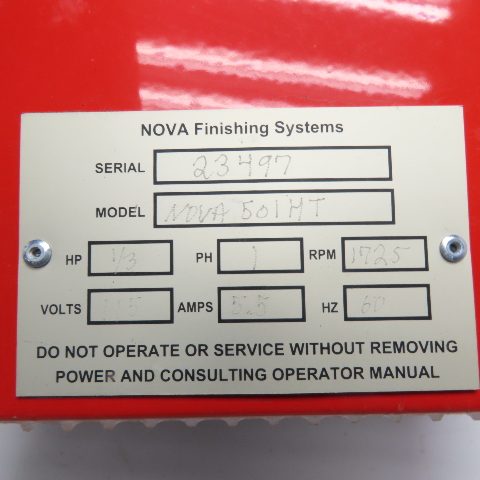 NOVA Finishing Systems
SERIAL 23497
MODEL NOVA 501HT
HP 1/3 PH 1 RPM 1725
VOLTS 115 AMPS 5.5 HZ 60
DO NOT OPERATE OR SERVICE WITHOUT REMOVING
POWER AND CONSULTING OPERATOR MANUAL